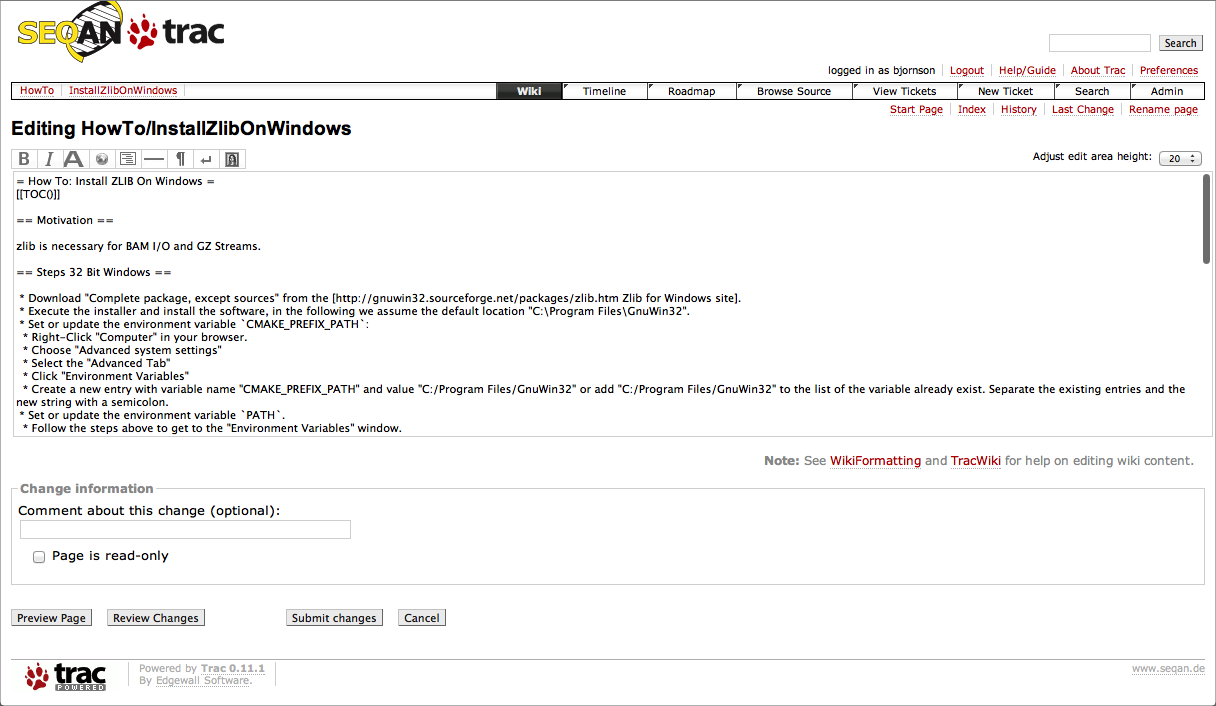 SEQAN trac
Search
logged in as bjornson Logout Help/Guide About Trac Preferences
HowTo InstallZlibOnWindows Wiki Timeline Roadmap Browse Source View Tickets New Ticket Search Admin
Start Page Index History Last Change Rename page
Editing HowTo/InstallZlibOnWindows
B I A ¶ Adjust edit area height: 20
= How To: Install ZLIB On Windows =
[[TOC()]]
== Motivation ==
zlib is necessary for BAM I/O and GZ Streams.
== Steps 32 Bit Windows ==
* Download "Complete package, except sources" from the [http://gnuwin32.sourceforge.net/packages/zlib.htm Zlib for Windows site].
* Execute the installer and install the software, in the following we assume the default location "C:\Program Files\GnuWin32".
* Set or update the environment variable `CMAKE_PREFIX_PATH`:
* Right-Click "Computer" in your browser.
* Choose "Advanced system settings"
* Select the "Advanced Tab"
* Click "Environment Variables"
* Create a new entry with variable name "CMAKE_PREFIX_PATH" and value "C:/Program Files/GnuWin32" or add "C:/Program Files/GnuWin32" to the list of the variable already exist. Separate the existing entries and the
new string with a semicolon.
* Set or update the environment variable `PATH`.
* Follow the steps above to get to the "Environment Variables" window.
Note: See WikiFormatting and TracWiki for help on editing wiki content.
Change information
Comment about this change (optional):
Page is read-only
Preview Page Review Changes Submit changes Cancel
trac POWERED
Powered by Trac 0.11.1
By Edgewall Software.
www.seqan.de